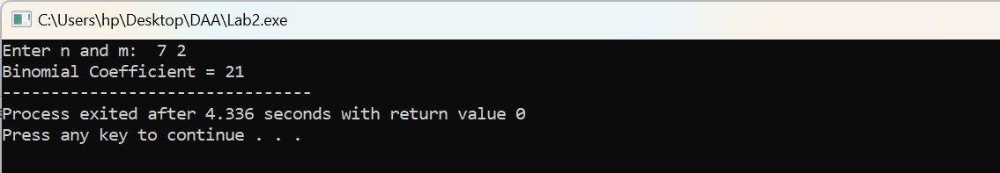 C:\Users\hp\Desktop\DAA\Lab2.exe
Enter n and m:  7 2
Binomial Coefficient = 21
--------------------------------
Process exited after 4.336 seconds with return value 0
Press any key to continue . . .